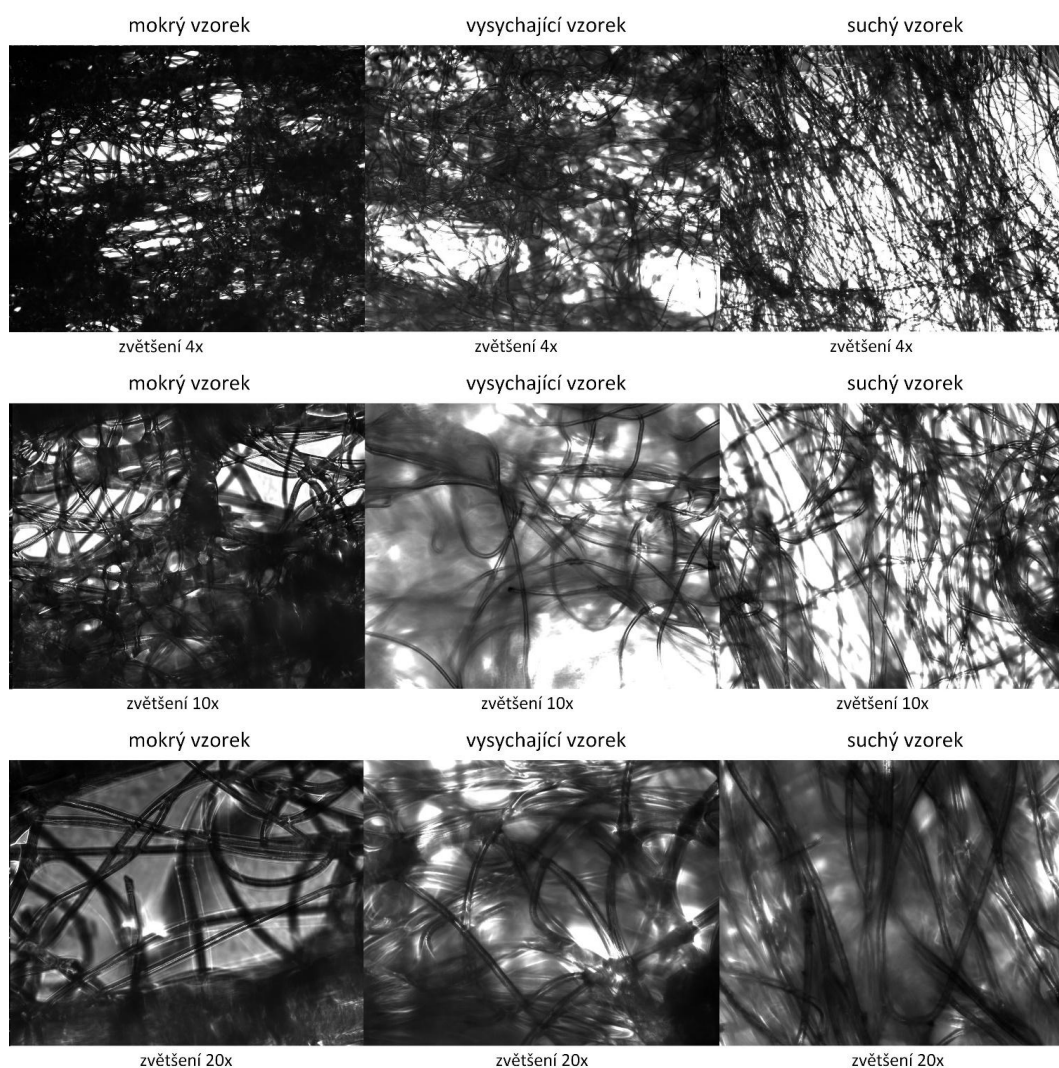 mokrý vzorek vysychající vzorek suchý vzorek
zvětšení 4x zvětšení 4x zvětšení 4x
mokrý vzorek vysychající vzorek suchý vzorek
zvětšení 10x zvětšení 10x zvětšení 10x
mokrý vzorek vysychající vzorek suchý vzorek
zvětšení 20x zvětšení 20x zvětšení 20x